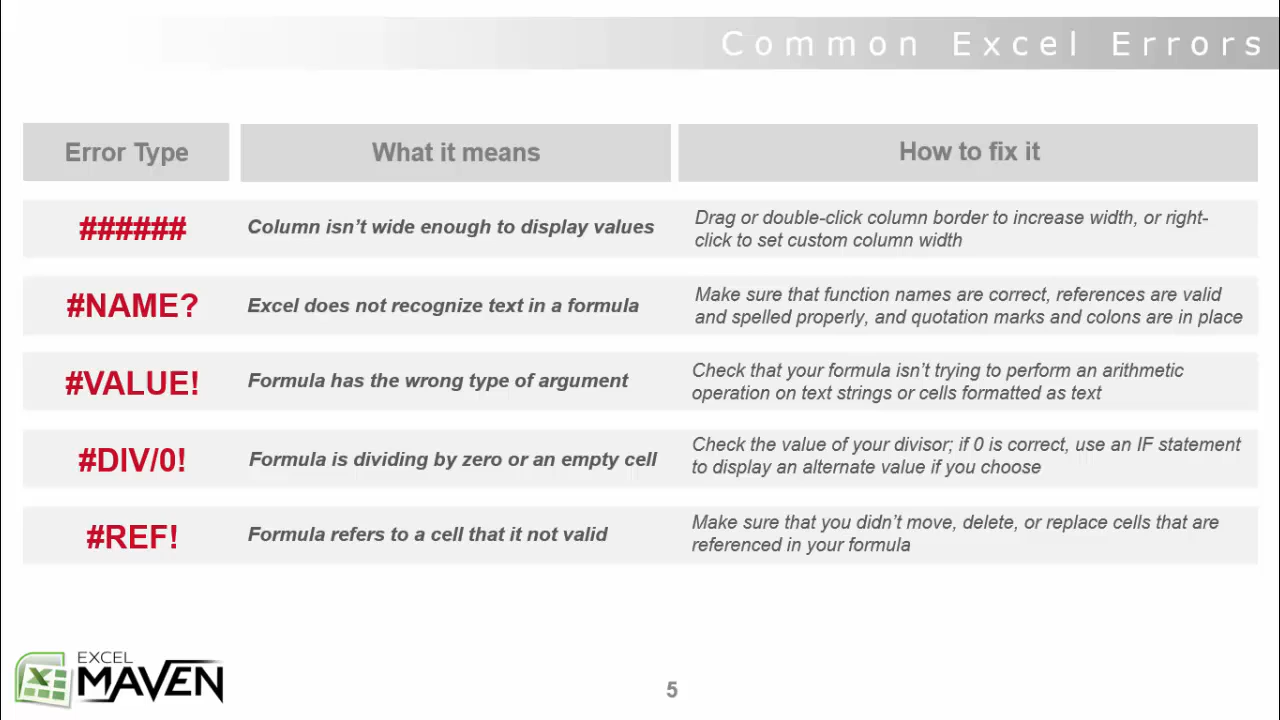 Common Excel Errors
Error Type
What it means
How to fix it
######
Column isn't wide enough to display values
Drag or double-click column border to increase width, or right-
click to set custom column width
#NAME?
Excel does not recognize text in a formula
Make sure that function names are correct, references are valid
and spelled properly, and quotation marks and colons are in place
#VALUE!
Formula has the wrong type of argument
Check that your formula isn't trying to perform an arithmetic
operation on text strings or cells formatted as text
#DIV/0!
Formula is dividing by zero or an empty cell
Check the value of your divisor; if 0 is correct, use an IF statement
to display an alternate value if you choose
#REF!
Formula refers to a cell that it not valid
Make sure that you didn't move, delete, or replace cells that are
referenced in your formula
EXCEL
MAVEN
5